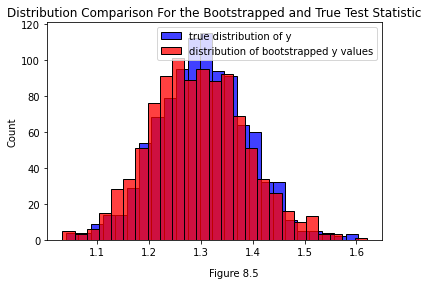 Distribution Comparison For the Bootstrapped and True Test Statistic
true distribution of y
distribution of bootstrapped y values
120
100
80
60
40
20
0
Count
1.1 1.2 1.3 1.4 1.5 1.6
Figure 8.5